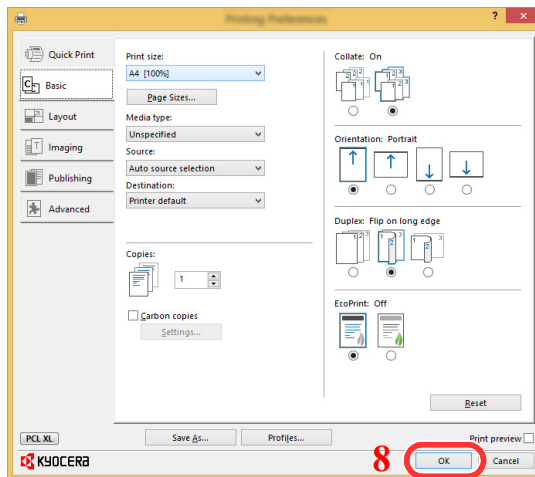 Printing Preferences
? ×
Quick Print
Basic
Layout
Imaging
Publishing
Advanced
Print size:
A4 [100%]
Page Sizes...
Media type:
Unspecified
Source:
Auto source selection
Destination:
Printer default
Copies:
1
Carbon copies
Settings...
Collate: On
Orientation: Portrait
Duplex: Flip on long edge
EcoPrint: Off
Reset
PCL XL
Save As...
Profiles...
Print preview
KYOCERA
8
OK
Cancel